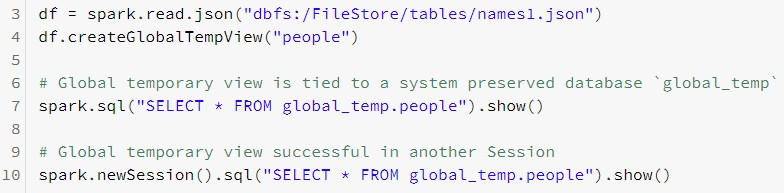 3 df = spark.read.json("dbfs:/FileStore/tables/names1.json")
4 df.createGlobalTempView("people")
5
6 # Global temporary view is tied to a system preserved database `global_temp`
7 spark.sql("SELECT * FROM global_temp.people").show()
8
9 # Global temporary view successful in another Session
10 spark.newSession().sql("SELECT * FROM global_temp.people").show()